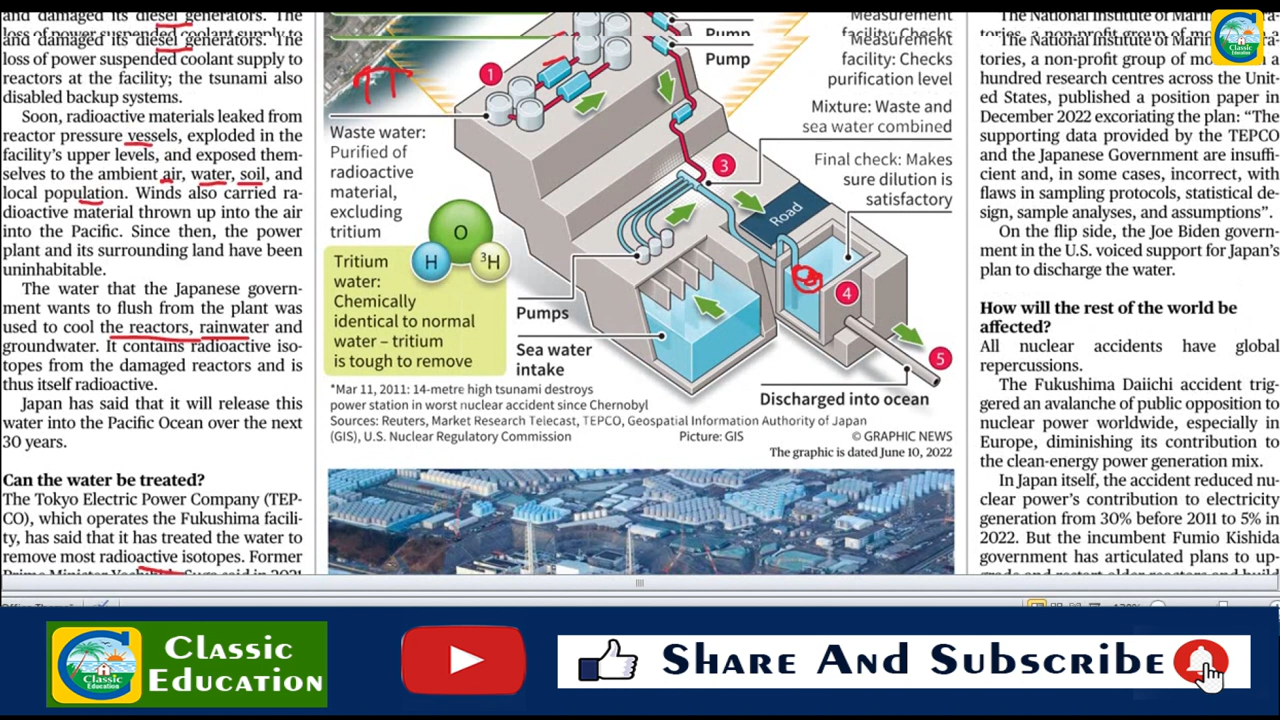 and damaged its diesel generators. The
and damaged its diesel generators. The
loss of power suspended coolant supply to
reactors at the facility; the tsunami also
disabled backup systems.
Soon, radioactive materials leaked from
reactor pressure vessels, exploded in the
facility's upper levels, and exposed them-
selves to the ambient air, water, soil, and
local population. Winds also carried ra-
dioactive material thrown up into the air
into the Pacific. Since then, the power
plant and its surrounding land have been
uninhabitable.
The water that the Japanese govern-
ment wants to flush from the plant was
used to cool the reactors, rainwater and
groundwater. It contains radioactive iso-
topes from the damaged reactors and is
thus itself radioactive.
Japan has said that it will release this
water into the Pacific Ocean over the next
30 years.
Can the water be treated?
The Tokyo Electric Power Company (TEP-
CO), which operates the Fukushima facili-
ty, has said that it has treated the water to
remove most radioactive isotopes. Former
1
Waste water:
Purified of
radioactive
material,
excluding
tritium
O
H
³H
Tritium
water:
Chemically
identical to normal
water – tritium
is tough to remove
Pump
Pump
Measurement
facility: Checks
Measurement
facility: Checks
purification level
Mixture: Waste and
sea water combined
3
Final check: Makes
sure dilution is
satisfactory
Road
4
5
Pumps
Sea water
intake
Discharged into ocean
*Mar 11, 2011: 14-metre high tsunami destroys
power station in worst nuclear accident since Chernobyl
Sources: Reuters, Market Research Telecast, TEPCO, Geospatial Information Authority of Japan
(GIS), U.S. Nuclear Regulatory Commission Picture: GIS © GRAPHIC NEWS
The graphic is dated June 10, 2022
The National Institute of
The National Institute of
tories, a non-profit group of
hundred research centres across the Unit-
ed States, published a position paper in
December 2022 excoriating the plan: “The
supporting data provided by the TEPCO
and the Japanese Government are insuffi-
cient and, in some cases, incorrect, with
flaws in sampling protocols, statistical de-
sign, sample analyses, and assumptions”.
On the flip side, the Joe Biden govern-
ment in the U.S. voiced support for Japan's
plan to discharge the water.
How will the rest of the world be
affected?
All nuclear accidents have global
repercussions.
The Fukushima Daiichi accident trig-
gered an avalanche of public opposition to
nuclear power worldwide, especially in
Europe, diminishing its contribution to
the clean-energy power generation mix.
In Japan itself, the accident reduced nu-
clear power's contribution to electricity
generation from 30% before 2011 to 5% in
2022. But the incumbent Fumio Kishida
government has articulated plans to up-
Classic
Education
Classic
Education
Classic
Education
Share And Subscribe